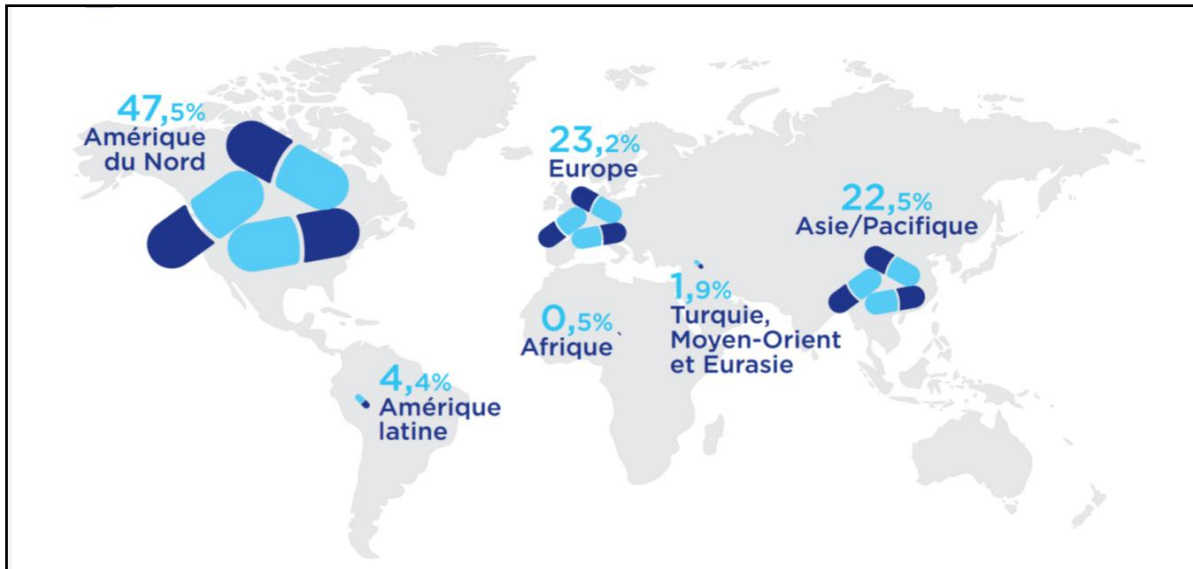 47,5%
Amérique
du Nord
23,2%
Europe
22,5%
Asie/Pacifique
1,9%
Turquie,
Moyen-Orient
et Eurasie
0,5%
Afrique
4,4%
Amérique
latine